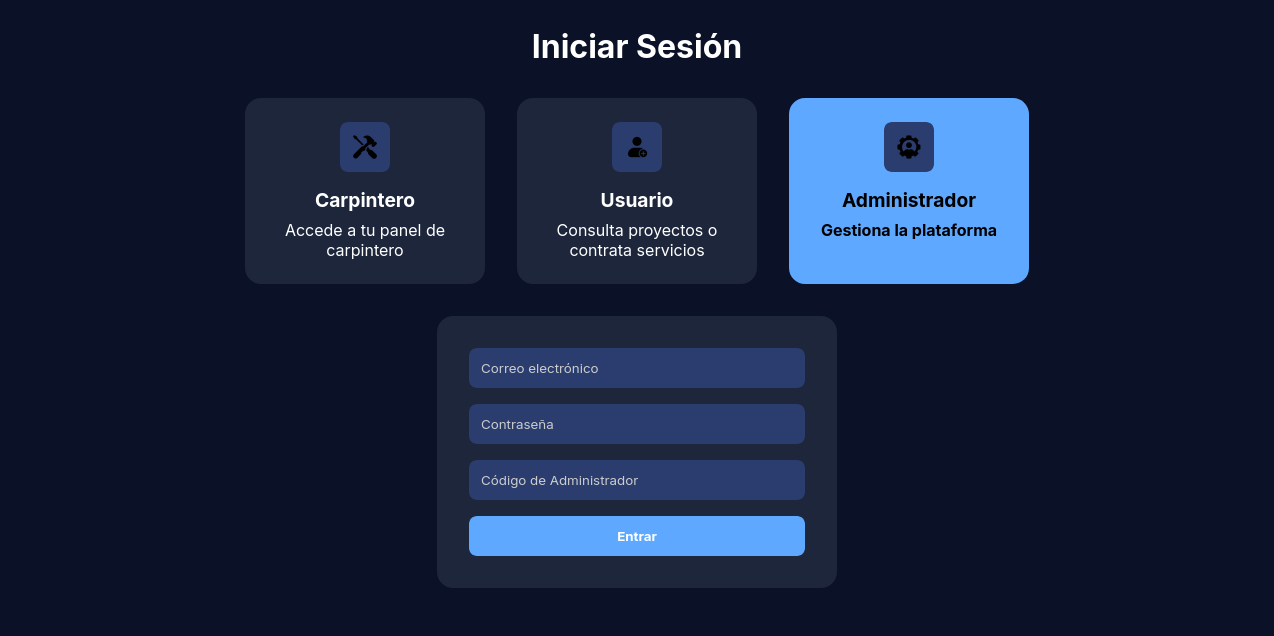 Iniciar Sesión
Carpintero
Accede a tu panel de
carpintero
Usuario
Consulta proyectos o
contrata servicios
Administrador
Gestiona la plataforma
Correo electrónico
Contraseña
Código de Administrador
Entrar